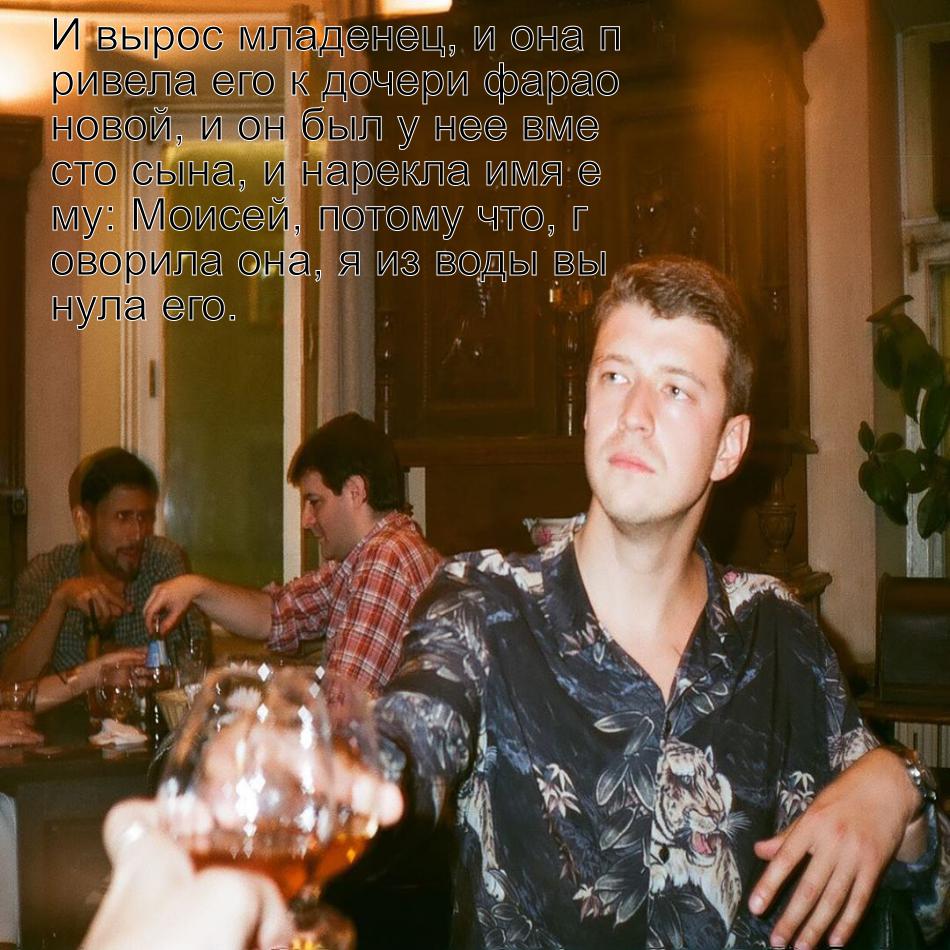 И вырос младенец, и она п
ривела его к дочери фарао
новой, и он был у нее вме
сто сына, и нарекла имя е
му: Моисей, потому что, г
оворила она, я из воды вы
нула его.